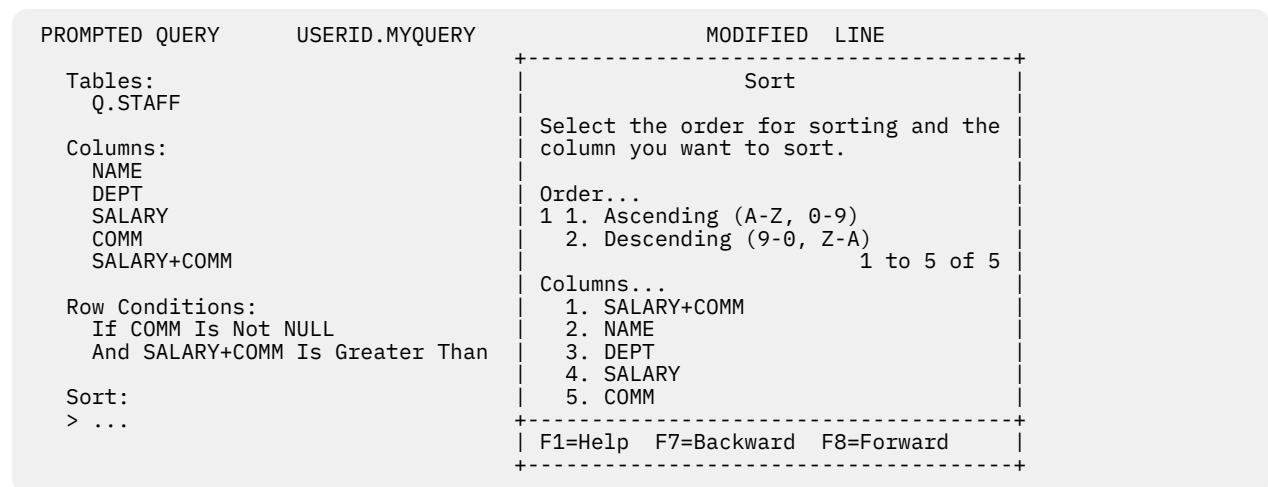 PROMPTED QUERY      USERID.MYQUERY                  MODIFIED  LINE
                                     +--------------------------------------+
  Tables:                            |                 Sort                 |
    Q.STAFF                          |                                      |
                                     | Select the order for sorting and the |
  Columns:                           | column you want to sort.             |
    NAME                             |                                      |
    DEPT                             | Order...                             |
    SALARY                           | 1 1. Ascending (A-Z, 0-9)            |
    COMM                             |   2. Descending (9-0, Z-A)           |
    SALARY+COMM                      |                          1 to 5 of 5 |
                                     | Columns...                           |
  Row Conditions:                    |   1. SALARY+COMM                     |
    If COMM Is Not NULL              |   2. NAME                            |
    And SALARY+COMM Is Greater Than  |   3. DEPT                            |
                                     |   4. SALARY                          |
  Sort:                              |   5. COMM                            |
  > ...                              +--------------------------------------+
                                     | F1=Help  F7=Backward  F8=Forward     |
                                     +--------------------------------------+